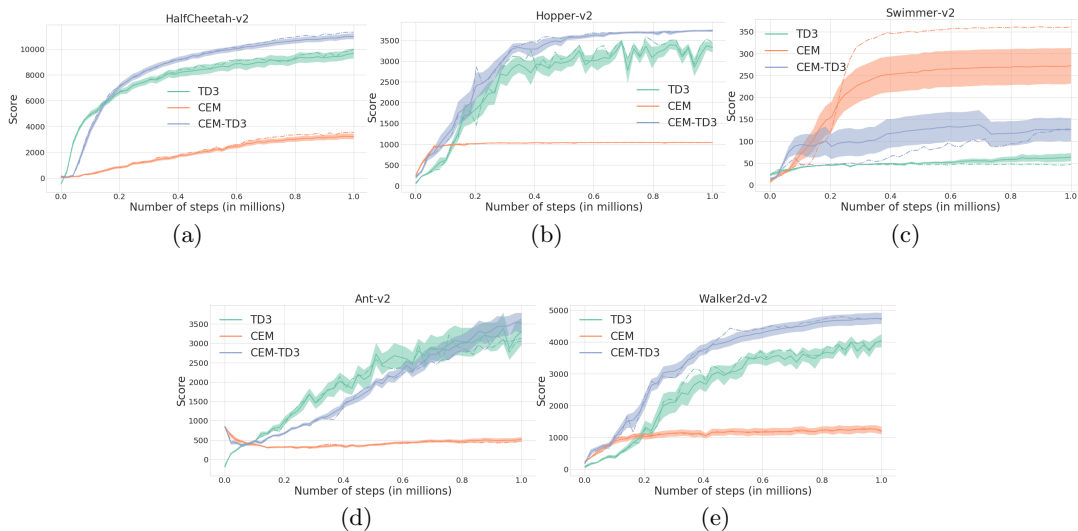 HalfCheetah-v2
10000
8000
6000
4000
2000
0
Score
TD3
CEM
CEM-TD3
0.0 0.2 0.4 0.6 0.8 1.0
Number of steps (in millions)
(a)
Hopper-v2
3500
3000
2500
2000
1500
1000
500
0
Score
TD3
CEM
CEM-TD3
0.0 0.2 0.4 0.6 0.8 1.0
Number of steps (in millions)
(b)
Swimmer-v2
350
300
250
200
150
100
50
0
Score
TD3
CEM
CEM-TD3
0.0 0.2 0.4 0.6 0.8 1.0
Number of steps (in millions)
(c)
Ant-v2
3500
3000
2500
2000
1500
1000
500
0
Score
TD3
CEM
CEM-TD3
0.0 0.2 0.4 0.6 0.8 1.0
Number of steps (in millions)
(d)
Walker2d-v2
5000
4000
3000
2000
1000
0
Score
TD3
CEM
CEM-TD3
0.0 0.2 0.4 0.6 0.8 1.0
Number of steps (in millions)
(e)